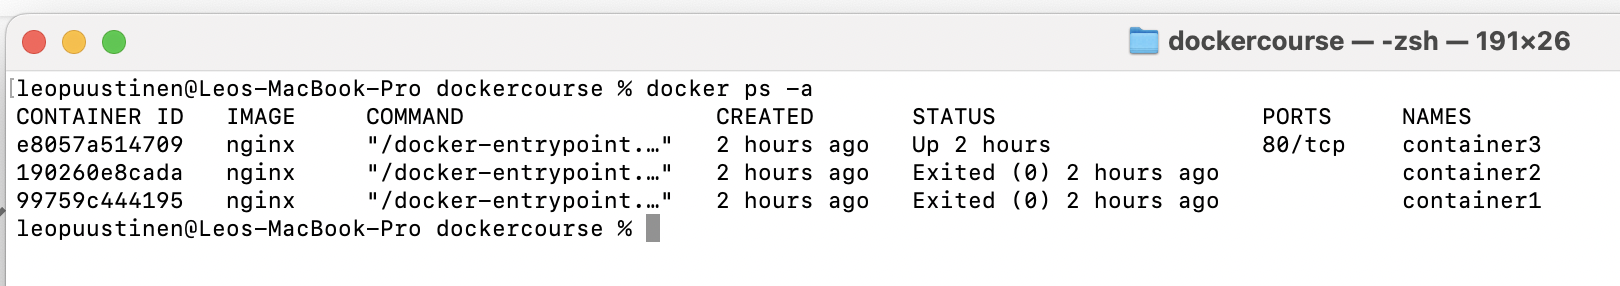 dockercourse — -zsh — 191×26
[leopuustinen@Leos-MacBook-Pro dockercourse % docker ps -a
CONTAINER ID   IMAGE     COMMAND                  CREATED       STATUS                   PORTS     NAMES
e8057a514709   nginx     "/docker-entrypoint.…"   2 hours ago   Up 2 hours               80/tcp    container3
190260e8cada   nginx     "/docker-entrypoint.…"   2 hours ago   Exited (0) 2 hours ago             container2
99759c444195   nginx     "/docker-entrypoint.…"   2 hours ago   Exited (0) 2 hours ago             container1
leopuustinen@Leos-MacBook-Pro dockercourse %